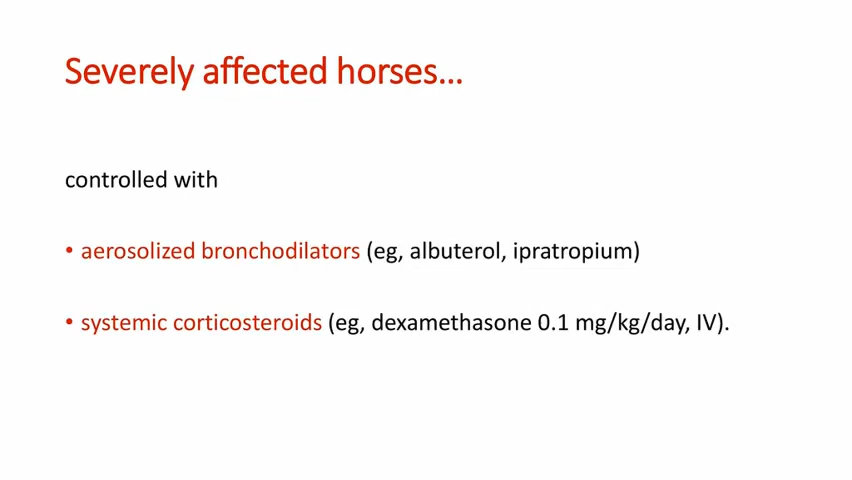 Severely affected horses...
controlled with
• aerosolized bronchodilators (eg, albuterol, ipratropium)
• systemic corticosteroids (eg, dexamethasone 0.1 mg/kg/day, IV).